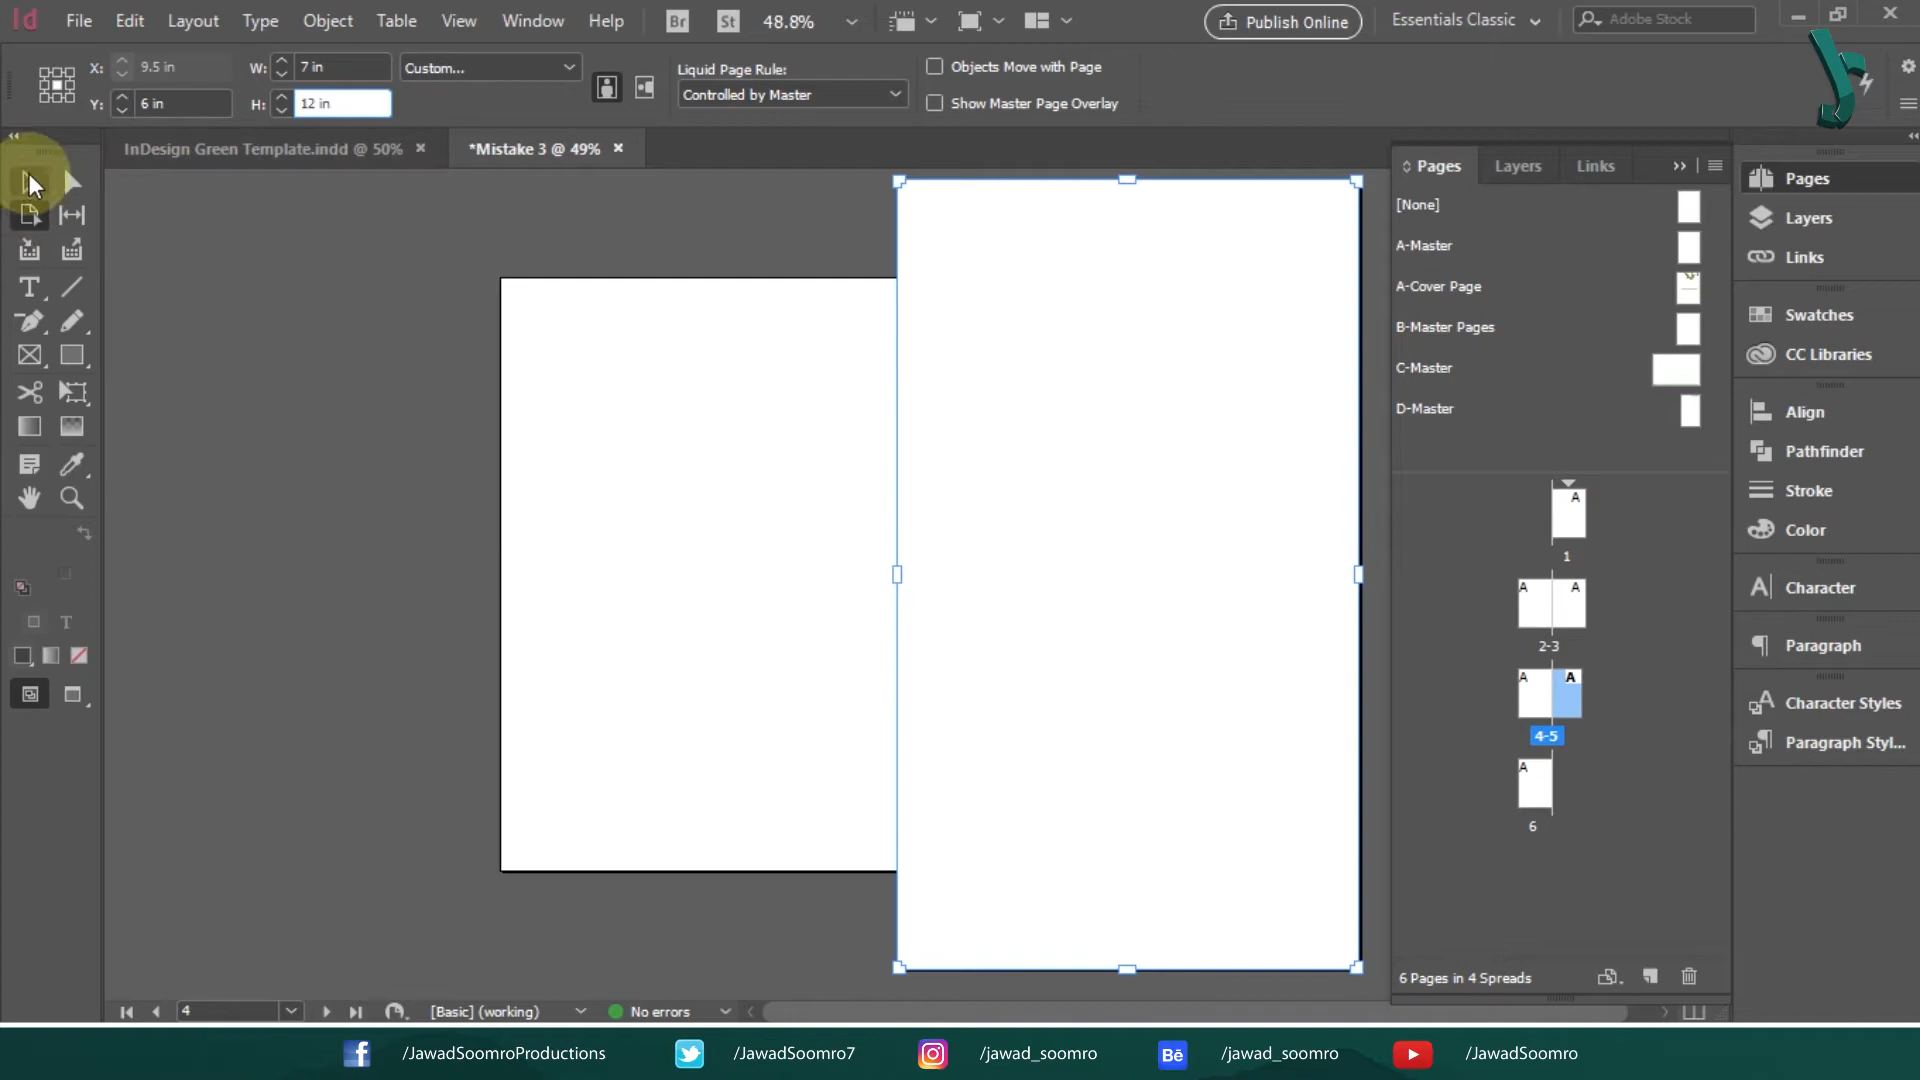 Id File Edit Layout Type Object Table View Window Help Br St 48.8% Publish Online Essentials Classic Adobe Stock
X: 9.5 in W: 7 in Custom... Liquid Page Rule: Objects Move with Page
Y: 6 in H: 12 in Controlled by Master Show Master Page Overlay
InDesign Green Template.indd @ 50% × *Mistake 3 @ 49% ×
Pages Layers Links
[None]
A-Master
A-Cover Page
B-Master Pages
C-Master
D-Master
A
1
A A
2-3
A A
4-5
A
6
6 Pages in 4 Spreads
Pages
Layers
Links
Swatches
CC Libraries
Align
Pathfinder
Stroke
Color
Character
Paragraph
Character Styles
Paragraph Styl...
4 [Basic] (working) No errors
/JawadSoomroProductions /JawadSoomro7 /jawad_soomro Bē /jawad_soomro /JawadSoomro